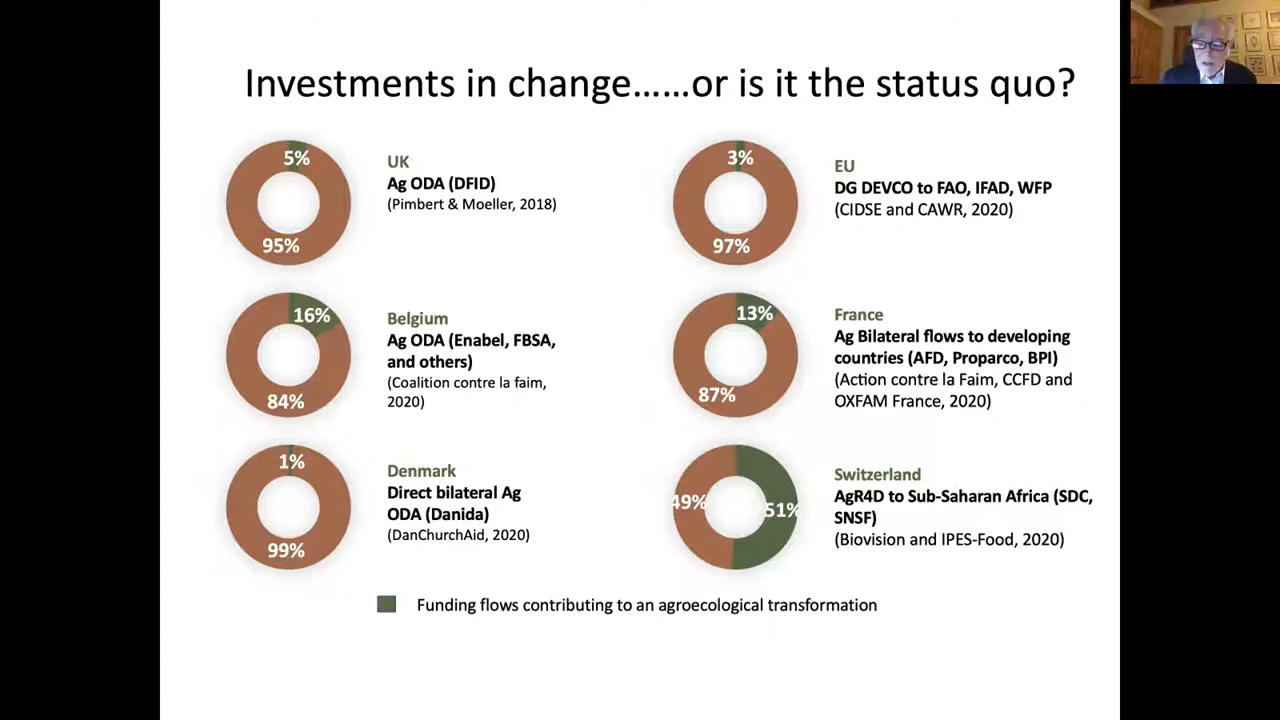 Investments in change......or is it the status quo?
5%
95%
UK
Ag ODA (DFID)
(Pimbert & Moeller, 2018)
3%
97%
EU
DG DEVCO to FAO, IFAD, WFP
(CIDSE and CAWR, 2020)
16%
84%
Belgium
Ag ODA (Enabel, FBSA,
and others)
(Coalition contre la faim,
2020)
13%
87%
France
Ag Bilateral flows to developing
countries (AFD, Proparco, BPI)
(Action contre la Faim, CCFD and
OXFAM France, 2020)
1%
99%
Denmark
Direct bilateral Ag
ODA (Danida)
(DanChurchAid, 2020)
49%
51%
Switzerland
AgR4D to Sub-Saharan Africa (SDC,
SNSF)
(Biovision and IPES-Food, 2020)
Funding flows contributing to an agroecological transformation